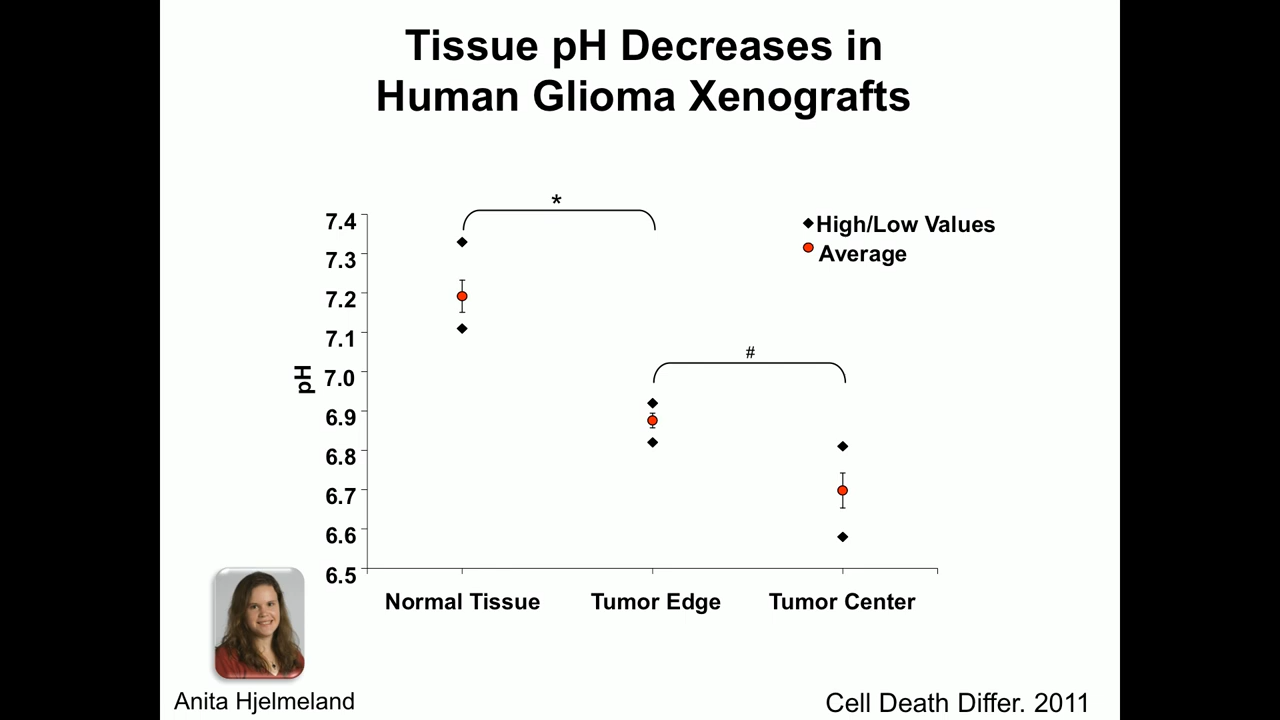 Tissue pH Decreases in
Human Glioma Xenografts
*
High/Low Values
Average
#
pH
7.4
7.3
7.2
7.1
7.0
6.9
6.8
6.7
6.6
6.5
Normal Tissue
Tumor Edge
Tumor Center
Anita Hjelmeland
Cell Death Differ. 2011